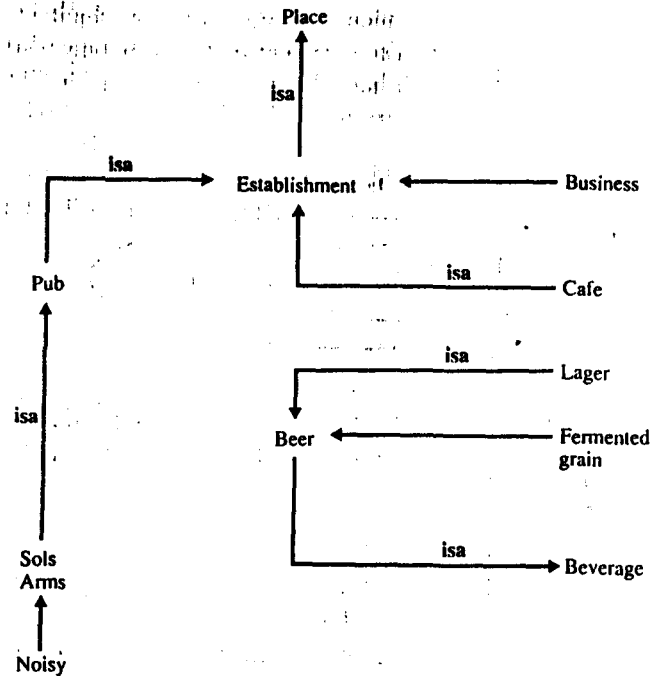 Place
isa
isa
Establishment
Business
Pub
isa
Cafe
isa
Lager
isa
Beer
Fermented
grain
Sols
Arms
isa
Beverage
Noisy